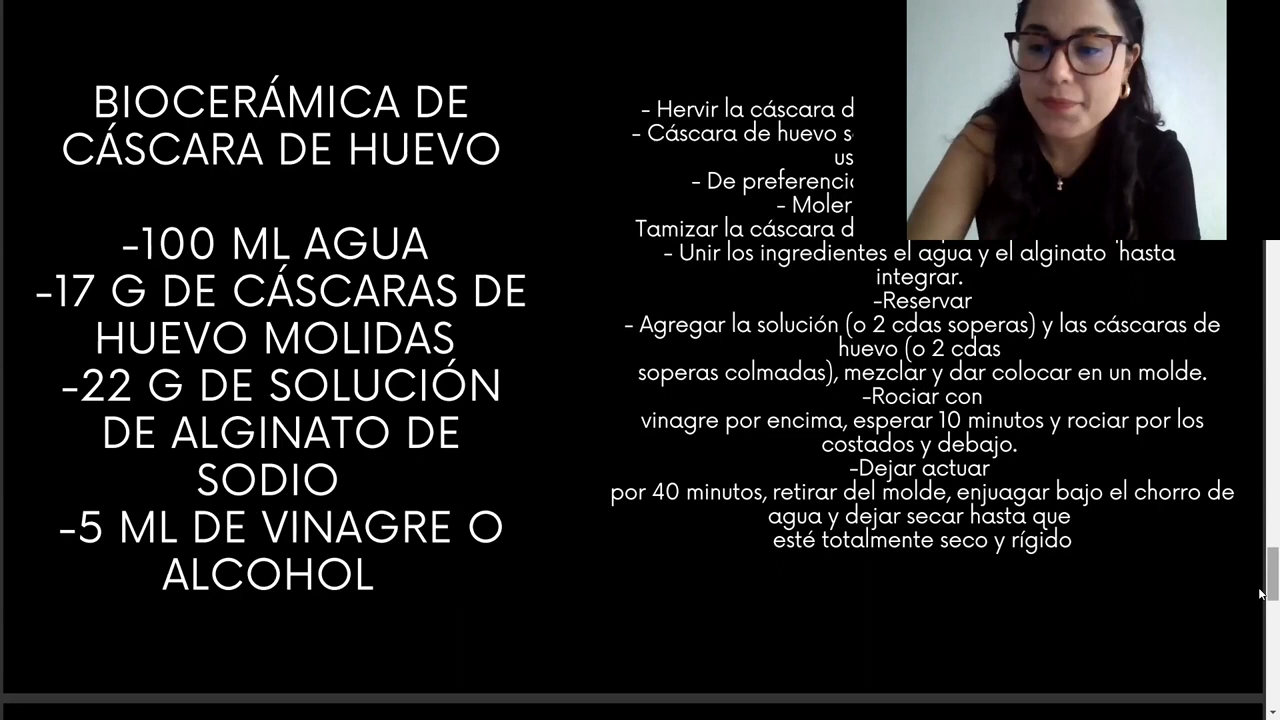 BIOCERÁMICA DE
CÁSCARA DE HUEVO
-100 ML AGUA
-17 G DE CÁSCARAS DE
HUEVO MOLIDAS
-22 G DE SOLUCIÓN
DE ALGINATO DE
SODIO
-5 ML DE VINAGRE O
ALCOHOL
- Hervir la cáscara
- Cáscara de huevo
- De
- Moler
Tamizar la cáscara
- Unir los ingredientes el agua y el alginato hasta
integrar.
-Reservar
- Agregar la solución (o 2 cdas soperas) y las cáscaras de
huevo (o 2 cdas
soperas colmadas), mezclar y dar colocar en un molde.
-Rociar con
vinagre por encima, esperar 10 minutos y rociar por los
costados y debajo.
-Dejar actuar
por 40 minutos, retirar del molde, enjuagar bajo el chorro de
agua y dejar secar hasta que
esté totalmente seco y rígido